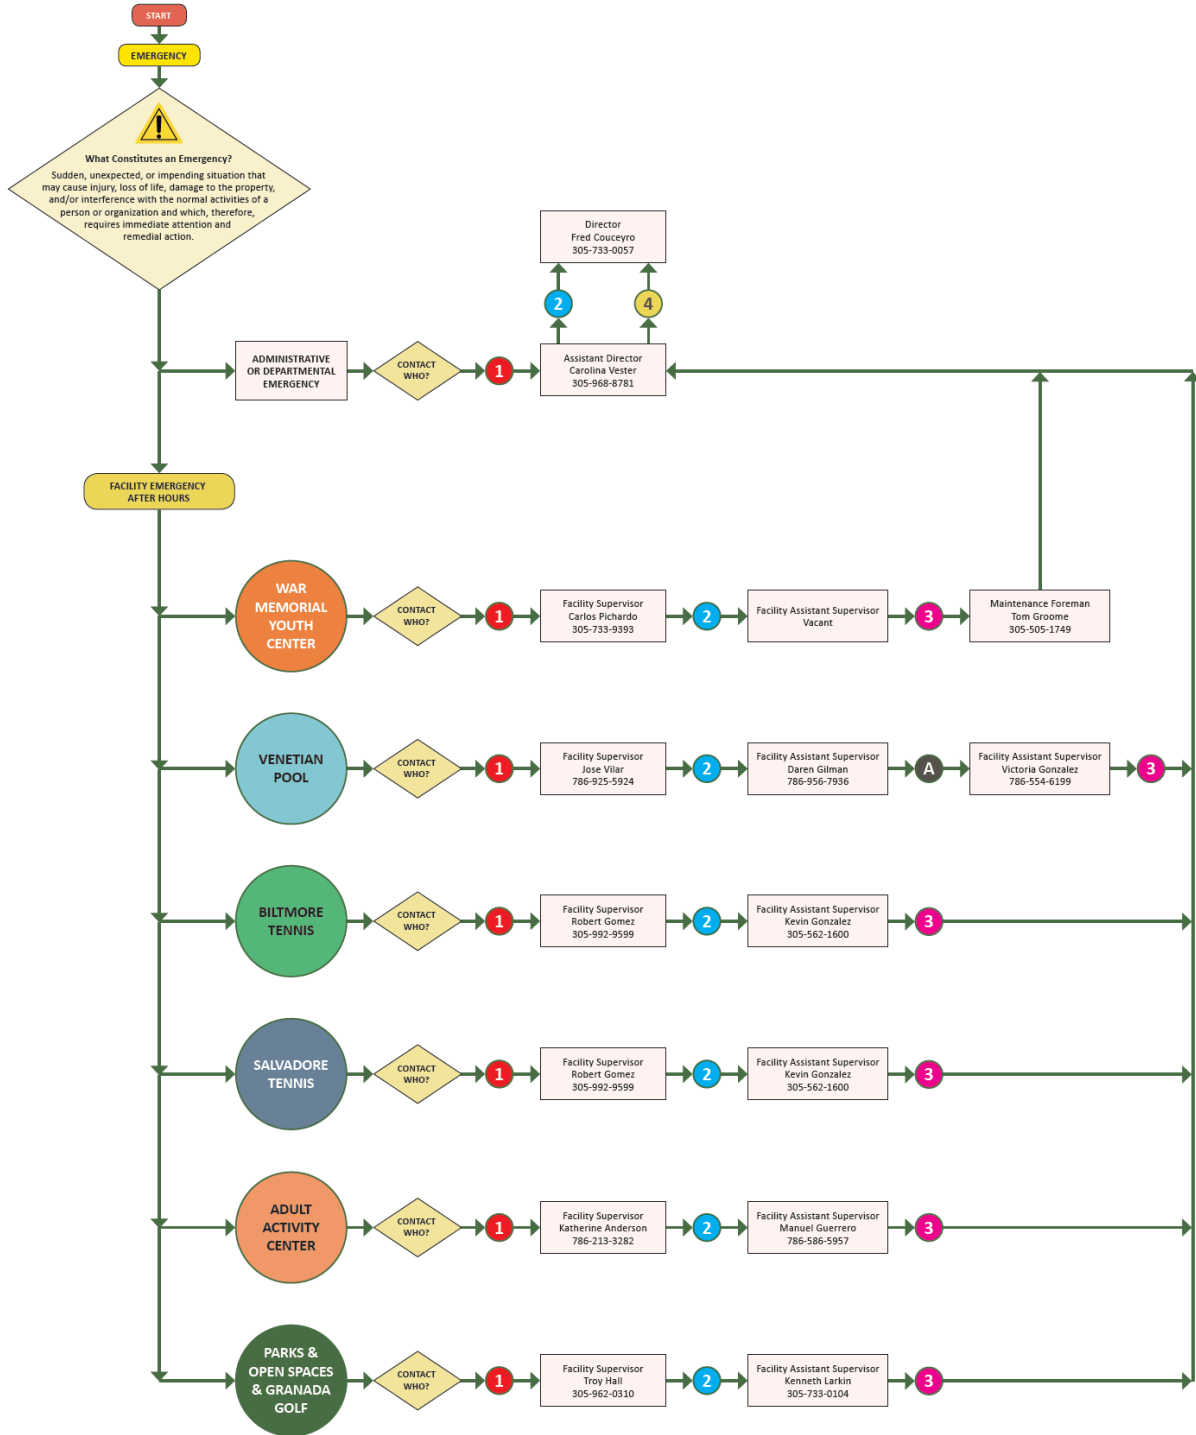 START
EMERGENCY
What Constitutes an Emergency?
Sudden, unexpected, or impending situation that
may cause injury, loss of life, damage to the property,
and/or interference with the normal activities of a
person or organization and which, therefore,
requires immediate attention and
remedial action.
Director
Fred Couceyro
305-733-0057
2
4
ADMINISTRATIVE
OR DEPARTMENTAL
EMERGENCY
CONTACT
WHO?
1
Assistant Director
Carolina Vester
305-968-8781
FACILITY EMERGENCY
AFTER HOURS
WAR
MEMORIAL
YOUTH
CENTER
CONTACT
WHO?
1
Facility Supervisor
Carlos Pichardo
305-733-9393
2
Facility Assistant Supervisor
Vacant
3
Maintenance Foreman
Tom Groome
305-505-1749
VENETIAN
POOL
CONTACT
WHO?
1
Facility Supervisor
Jose Vilar
786-925-5924
2
Facility Assistant Supervisor
Daren Gilman
786-956-7936
A
Facility Assistant Supervisor
Victoria Gonzalez
786-554-6199
3
BILTMORE
TENNIS
CONTACT
WHO?
1
Facility Supervisor
Robert Gomez
305-992-9599
2
Facility Assistant Supervisor
Kevin Gonzalez
305-562-1600
3
SALVADORE
TENNIS
CONTACT
WHO?
1
Facility Supervisor
Robert Gomez
305-992-9599
2
Facility Assistant Supervisor
Kevin Gonzalez
305-562-1600
3
ADULT
ACTIVITY
CENTER
CONTACT
WHO?
1
Facility Supervisor
Katherine Anderson
786-213-3282
2
Facility Assistant Supervisor
Manuel Guerrero
786-586-5957
3
PARKS &
OPEN SPACES
& GRANADA
GOLF
CONTACT
WHO?
1
Facility Supervisor
Troy Hall
305-962-0310
2
Facility Assistant Supervisor
Kenneth Larkin
305-733-0104
3